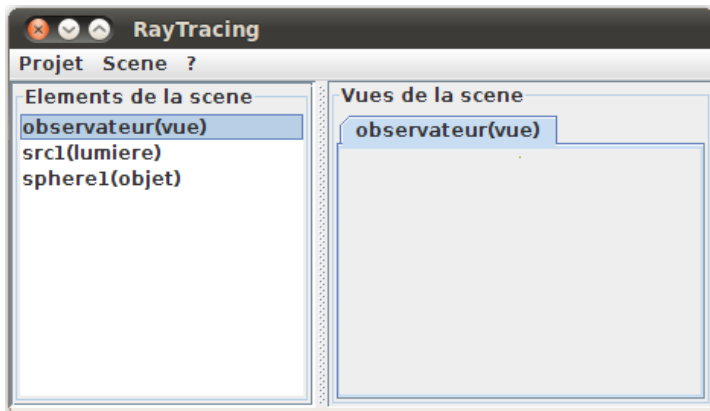 RayTracing
Projet Scene ?
Elements de la scene
observateur(vue)
src1(lumiere)
sphere1(objet)
Vues de la scene
observateur(vue)